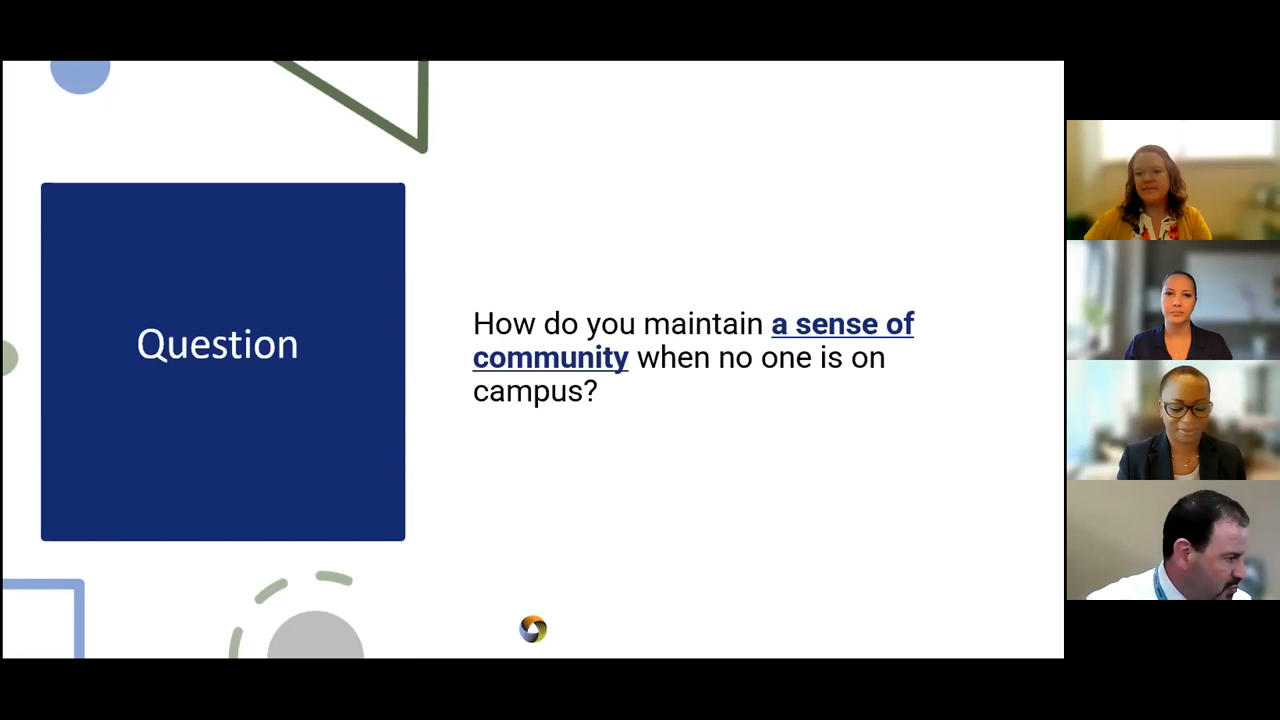 Question
How do you maintain a sense of
community when no one is on
campus?